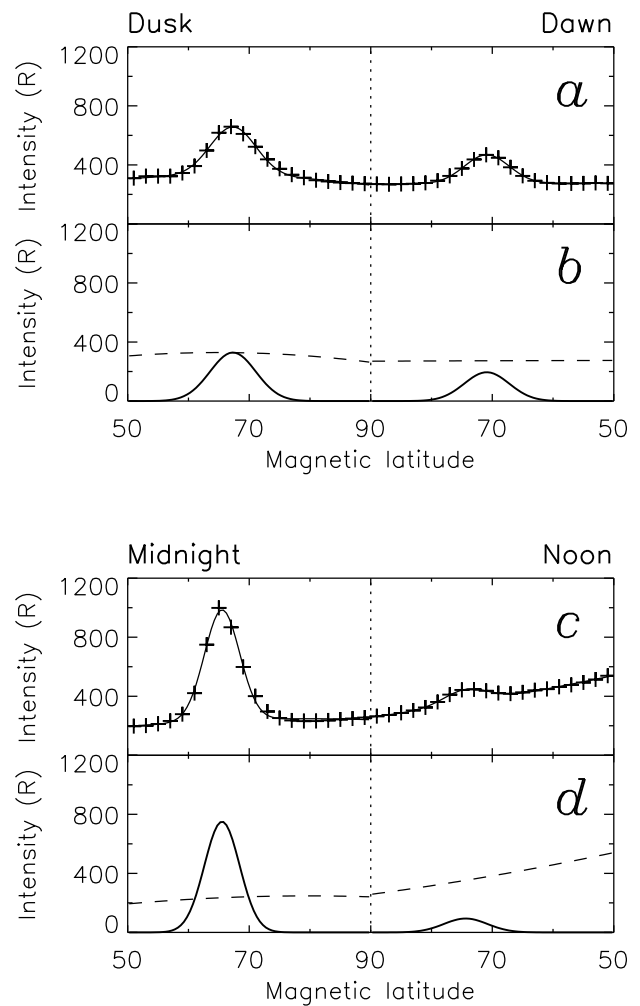 Dusk Dawn
1200
800
400
Intensity (R)
a
1200
800
400
0
Intensity (R)
b
50 70 90 70 50
Magnetic latitude
Midnight Noon
1200
800
400
Intensity (R)
c
1200
800
400
0
Intensity (R)
d
50 70 90 70 50
Magnetic latitude